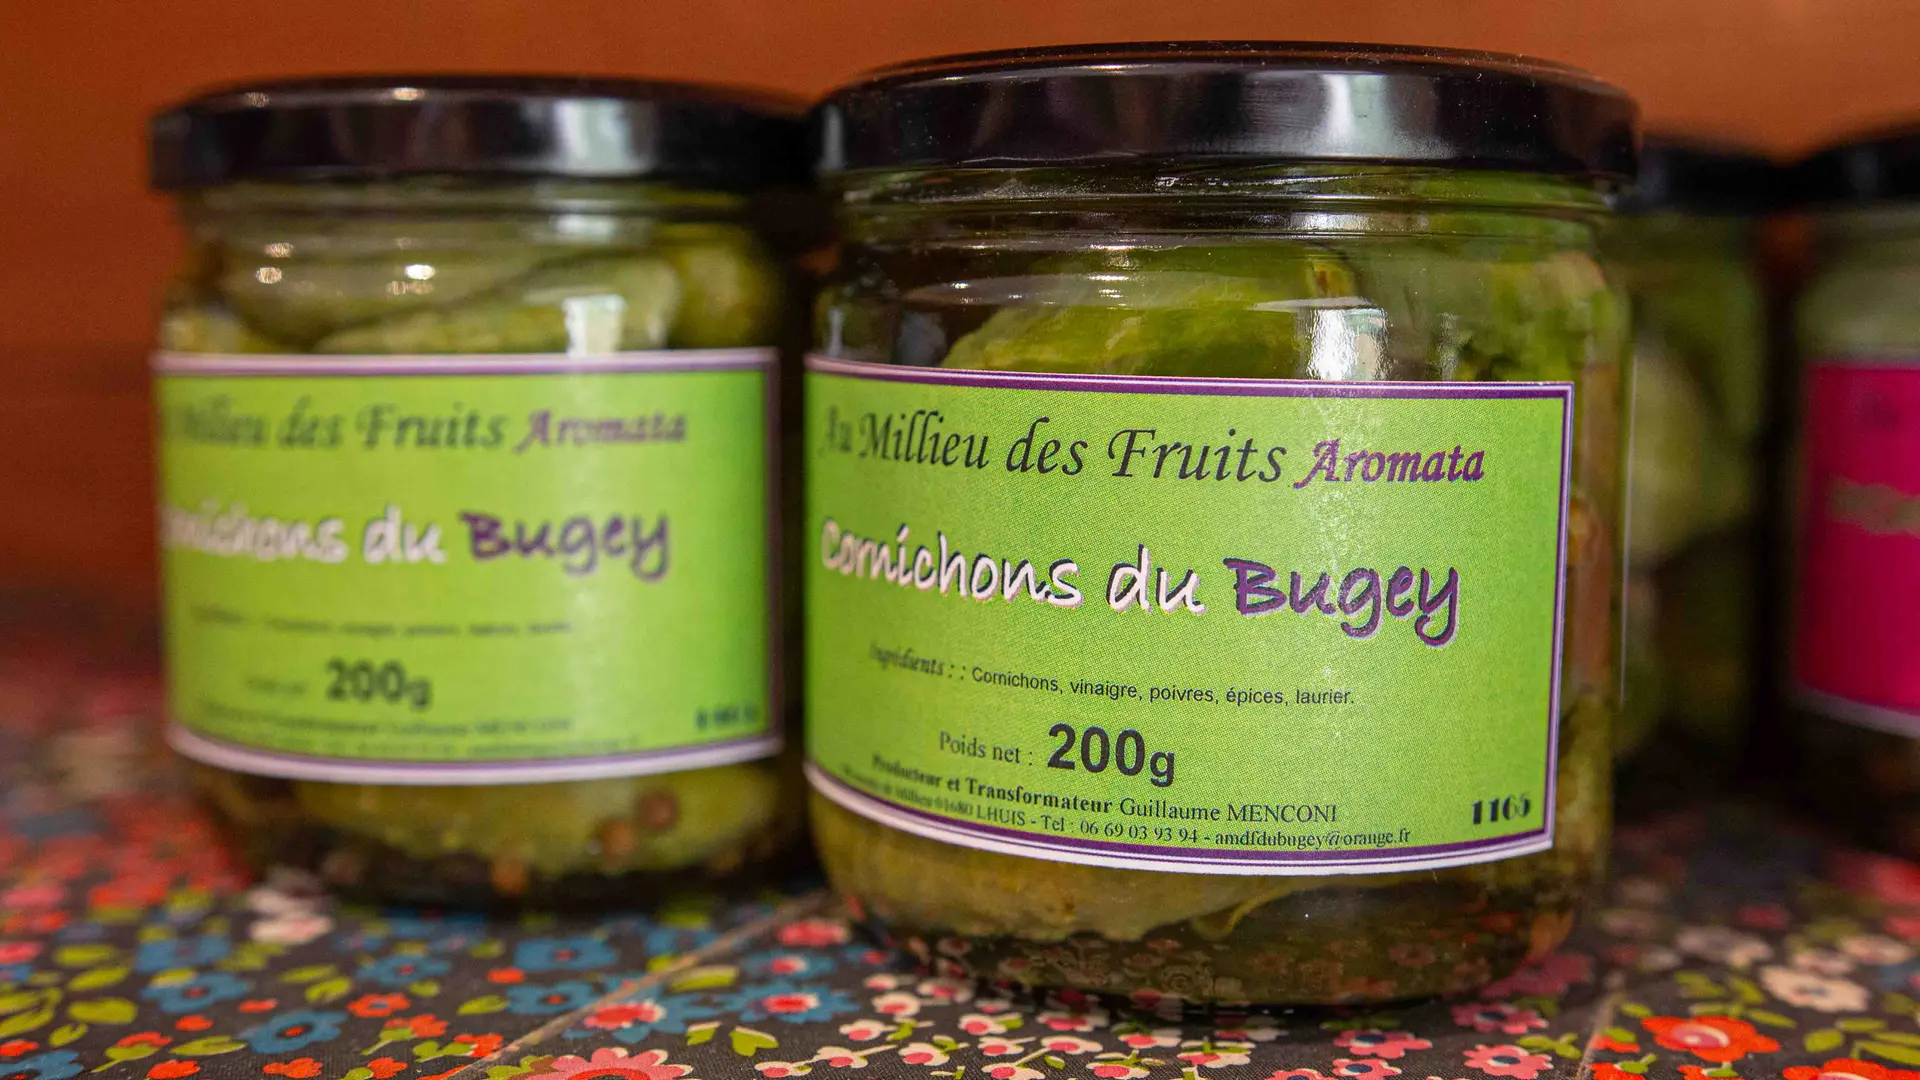 Millieu des Fruits Aromata
Cornichons du Bugey
200g
Au Millieu des Fruits Aromata
Cornichons du Bugey
Ingrédients : : Cornichons, vinaigre, poivres, épices, laurier.
Poids net : 200g
Producteur et Transformateur Guillaume MENCONI
01680 LHUIS - Tel : 06 69 03 93 94 - amdfdubugey@orange.fr
1165